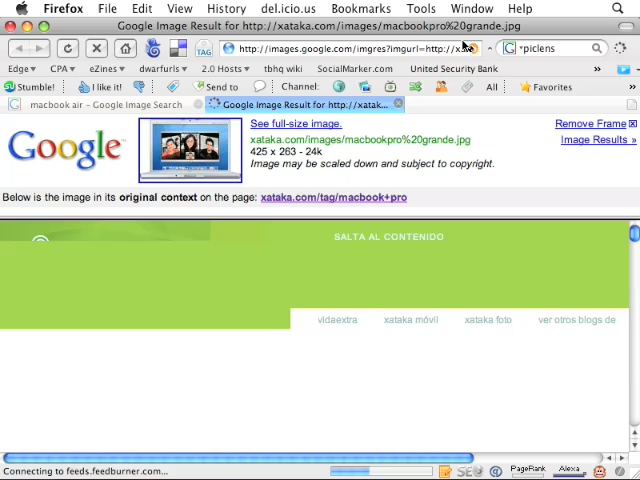 Firefox File Edit View History del.icio.us Bookmarks Tools Window Help
Google Image Result for http://xataka.com/images/macbookpro%20grande.jpg
http://images.google.com/imgres?imgurl=http://x
piclens
Edge CPA eZines dwarfurls 2.0 Hosts tbhq wiki SocialMarker.com United Security Bank »
Stumble! I like it! TAG Send to Channel: All Favorites »
macbook air - Google Image Search
Google Image Result for http://xatak...
See full-size image.
Remove Frame
Google
xataka.com/images/macbookpro%20grande.jpg
Image Results »
425 x 263 - 24k
Image may be scaled down and subject to copyright.
Below is the image in its original context on the page: xataka.com/tag/macbook+pro
SALTA AL CONTENIDO
vidaextra xataka móvil xataka foto ver otros blogs de
Connecting to feeds.feedburner.com...
PageRank Alexa